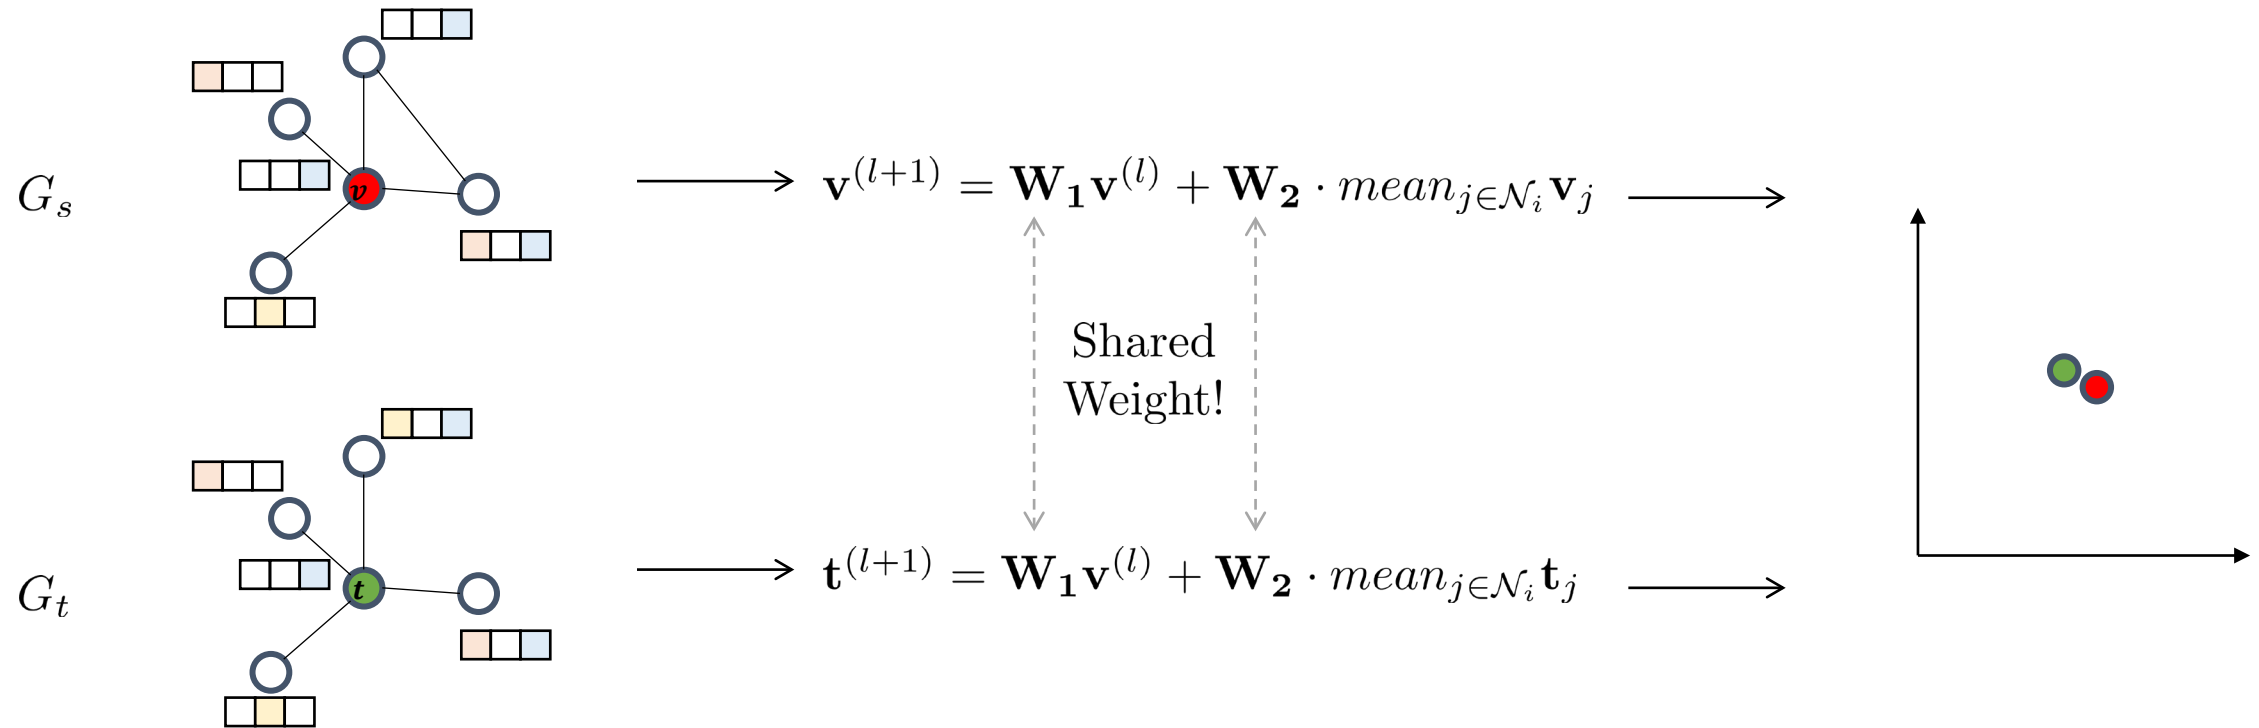 G_s
v
v^{(l+1)} = W_1 v^{(l)} + W_2 · mean_{j∈𝒩_i} v_j
Shared
Weight!
G_t
t
t^{(l+1)} = W_1 v^{(l)} + W_2 · mean_{j∈𝒩_i} t_j